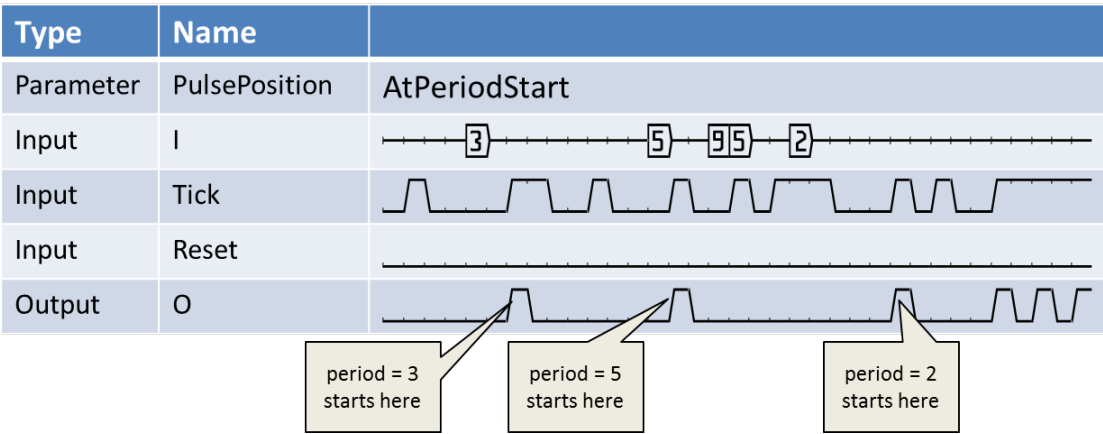 Type Name
Parameter PulsePosition AtPeriodStart
Input I 3 5 9 5 2
Input Tick
Input Reset
Output O
period = 3
starts here
period = 5
starts here
period = 2
starts here